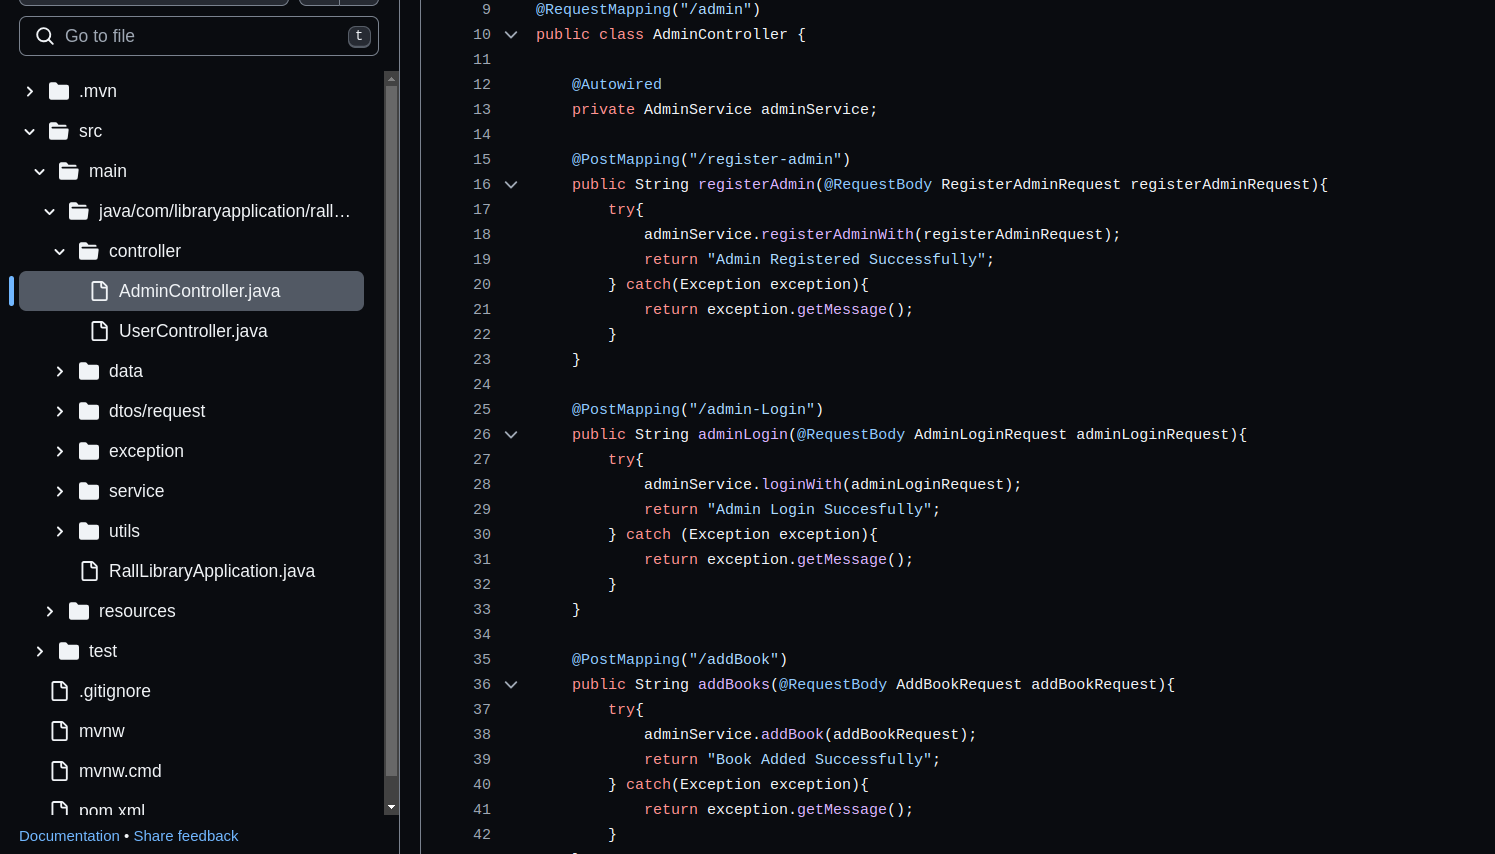 Go to file
t
.mvn
src
main
java/com/libraryapplication/rall…
controller
AdminController.java
UserController.java
data
dtos/request
exception
service
utils
RallLibraryApplication.java
resources
test
.gitignore
mvnw
mvnw.cmd
pom.xml
Documentation • Share feedback
9 @RequestMapping("/admin")
10 public class AdminController {
11
12     @Autowired
13     private AdminService adminService;
14
15     @PostMapping("/register-admin")
16     public String registerAdmin(@RequestBody RegisterAdminRequest registerAdminRequest){
17         try{
18             adminService.registerAdminWith(registerAdminRequest);
19             return "Admin Registered Successfully";
20         } catch(Exception exception){
21             return exception.getMessage();
22         }
23     }
24
25     @PostMapping("/admin-Login")
26     public String adminLogin(@RequestBody AdminLoginRequest adminLoginRequest){
27         try{
28             adminService.loginWith(adminLoginRequest);
29             return "Admin Login Succesfully";
30         } catch (Exception exception){
31             return exception.getMessage();
32         }
33     }
34
35     @PostMapping("/addBook")
36     public String addBooks(@RequestBody AddBookRequest addBookRequest){
37         try{
38             adminService.addBook(addBookRequest);
39             return "Book Added Successfully";
40         } catch(Exception exception){
41             return exception.getMessage();
42         }